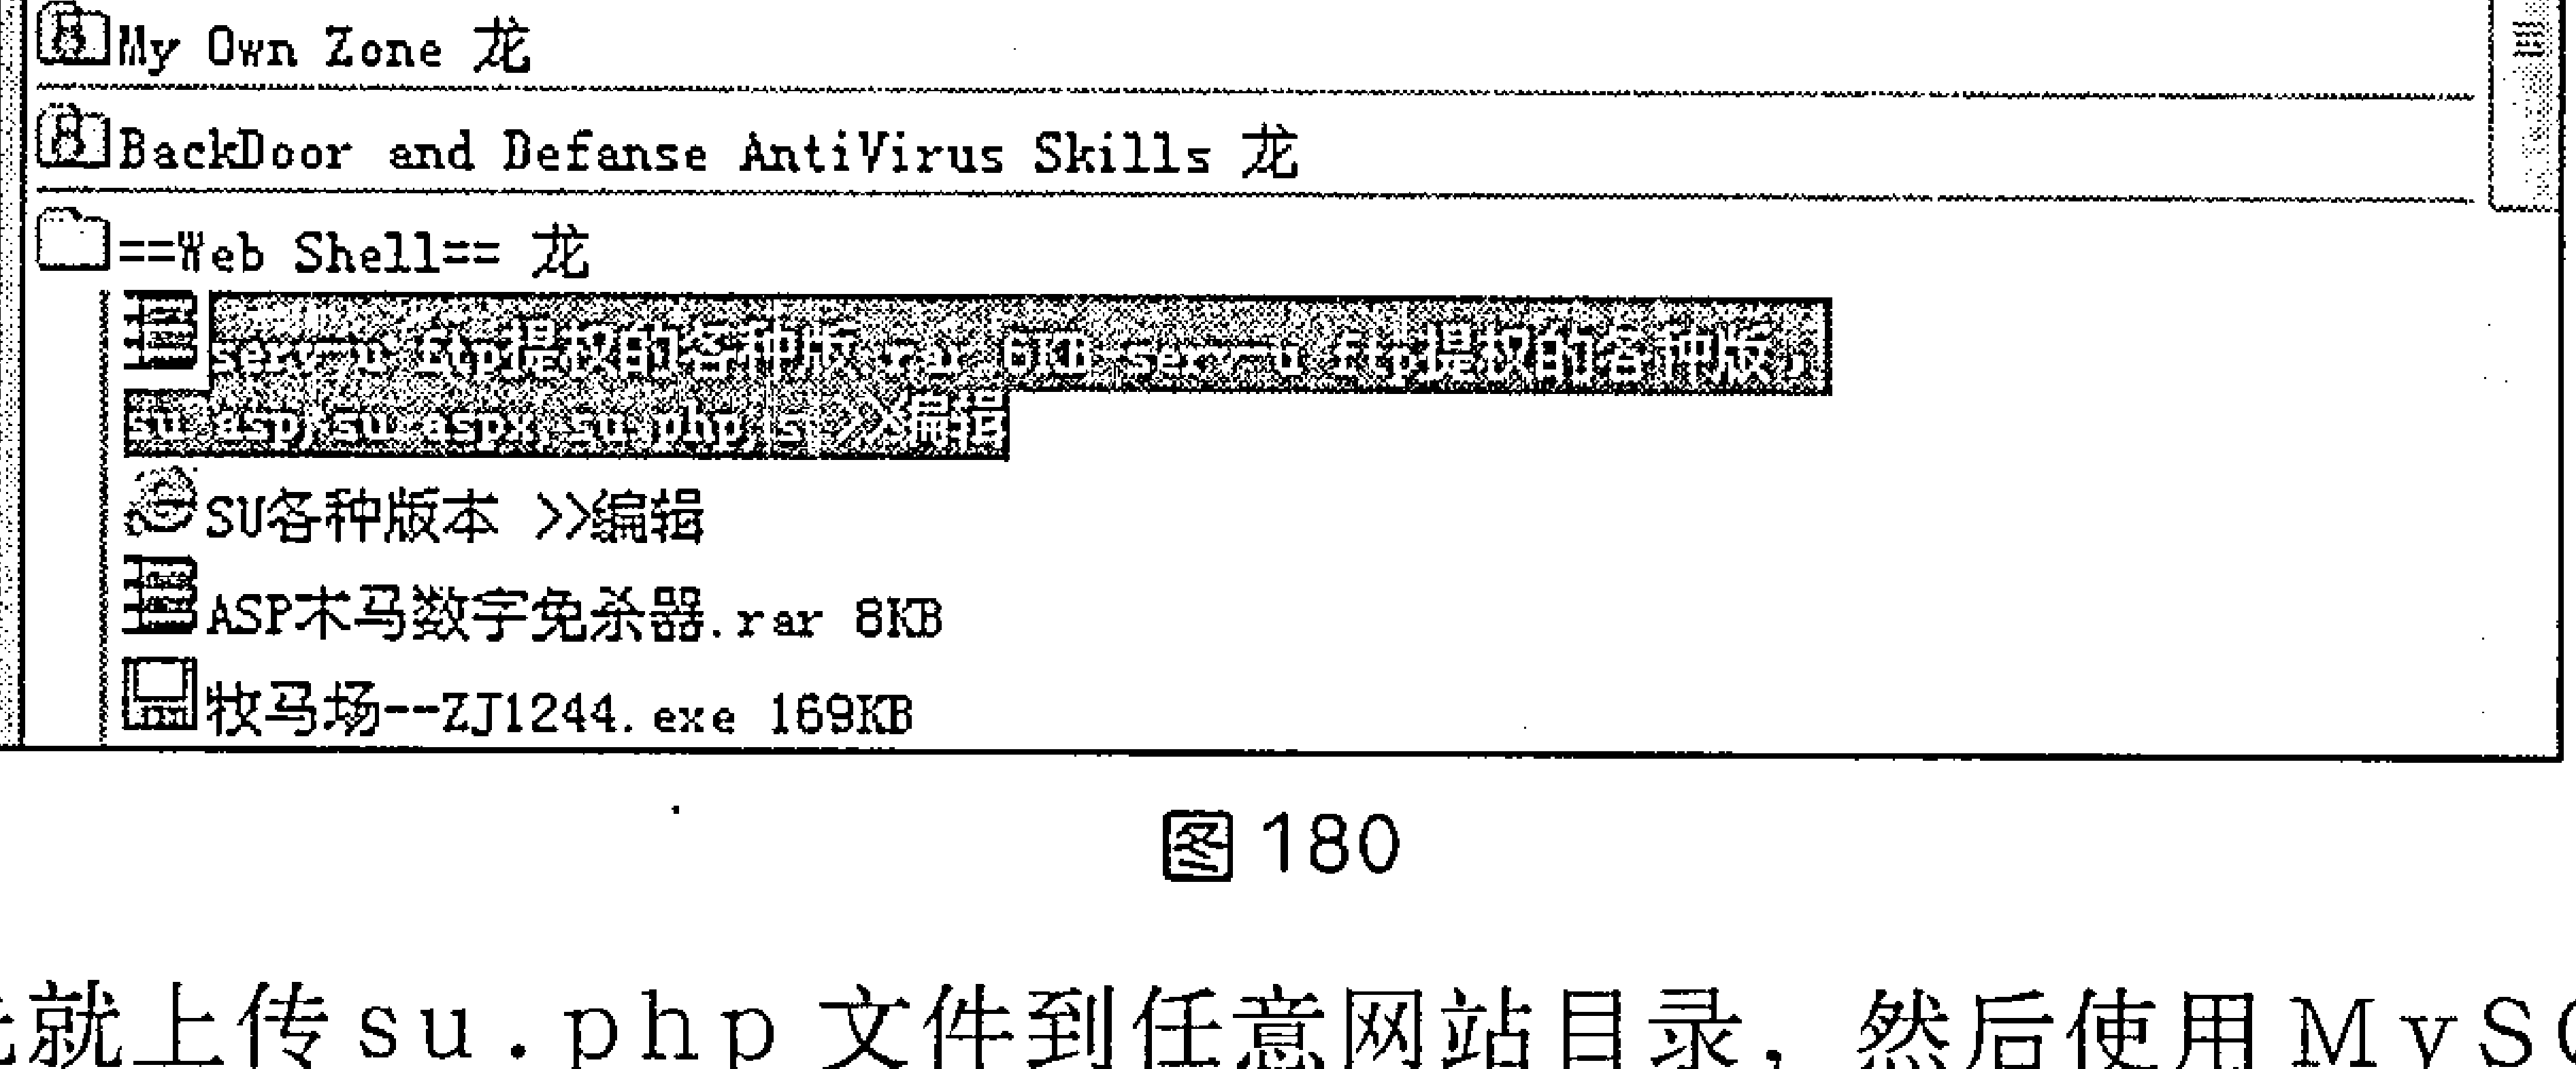 My Own Zone 龙
BackDoor and Defanse AntiVirus Skills 龙
==Web Shell== 龙
serv-u ftp提权的各种版.rar 6KB serv-u ftp提权的各种版,
su.asp,su.aspx,su.php,s >>编辑
SU各种版本 >>编辑
ASP木马数字免杀器.rar 8KB
牧马场--ZJ1244.exe 169KB
图 180
就上传su.php文件到任意网站目录, 然后使用MyS